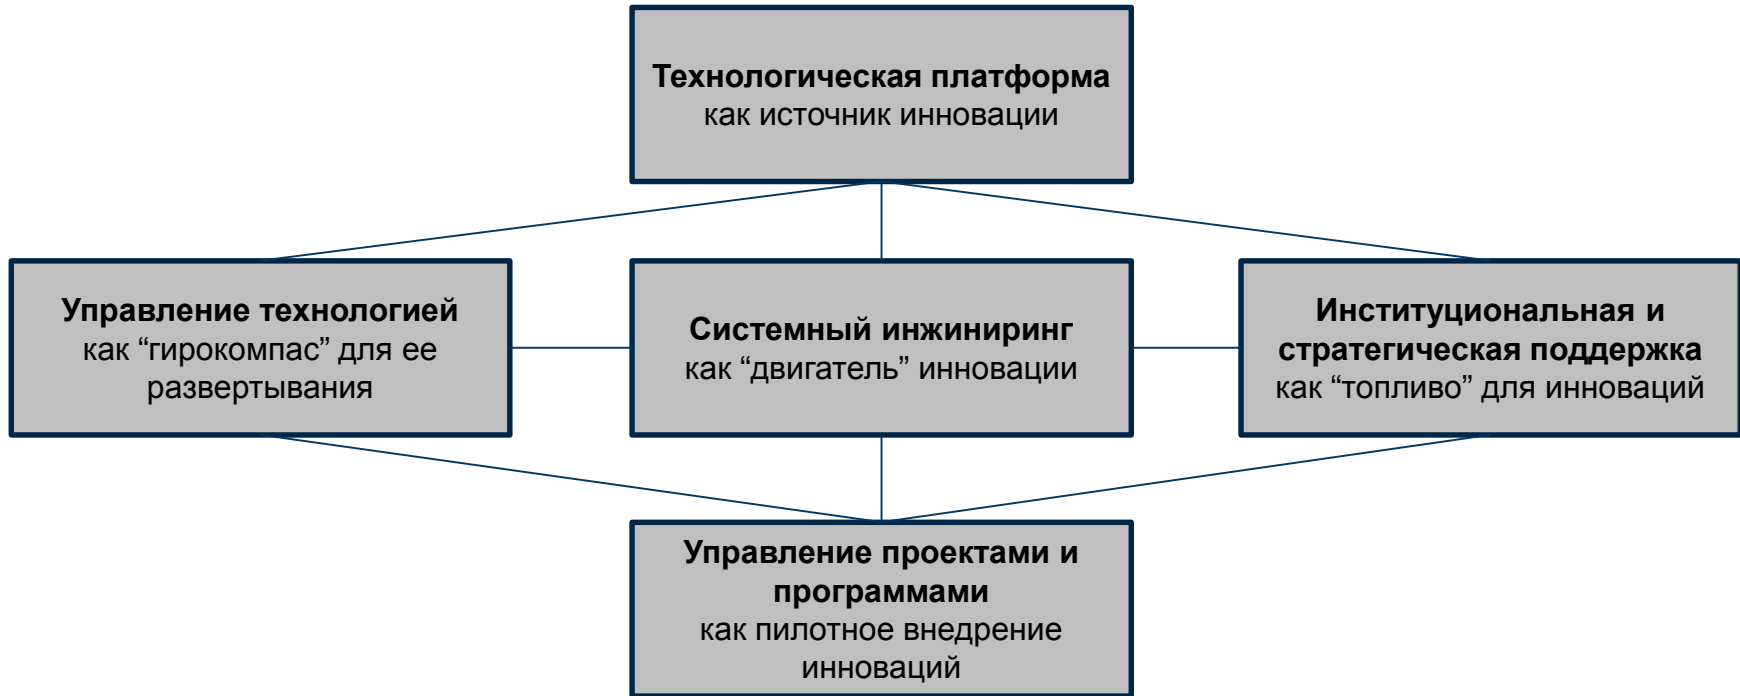 Технологическая платформа
как источник инновации
Управление технологией
как “гирокомпас” для ее
развертывания
Системный инжиниринг
как “двигатель” инновации
Институциональная и
стратегическая поддержка
как “топливо” для инноваций
Управление проектами и
программами
как пилотное внедрение
инноваций